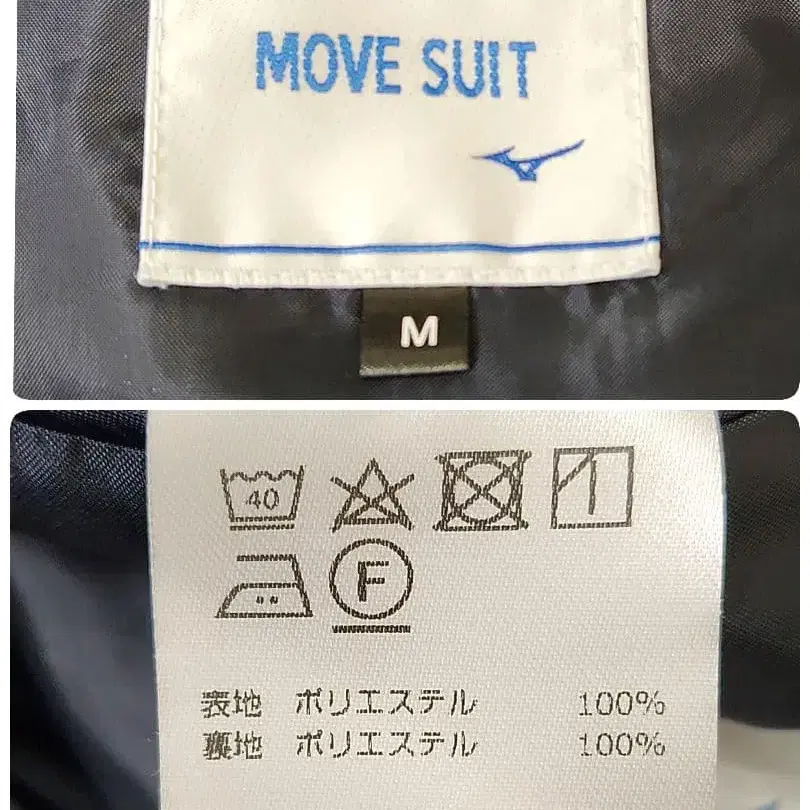 MOVE SUIT
M
40
F
表地 ポリエステル 100%
裏地 ポリエステル 100%